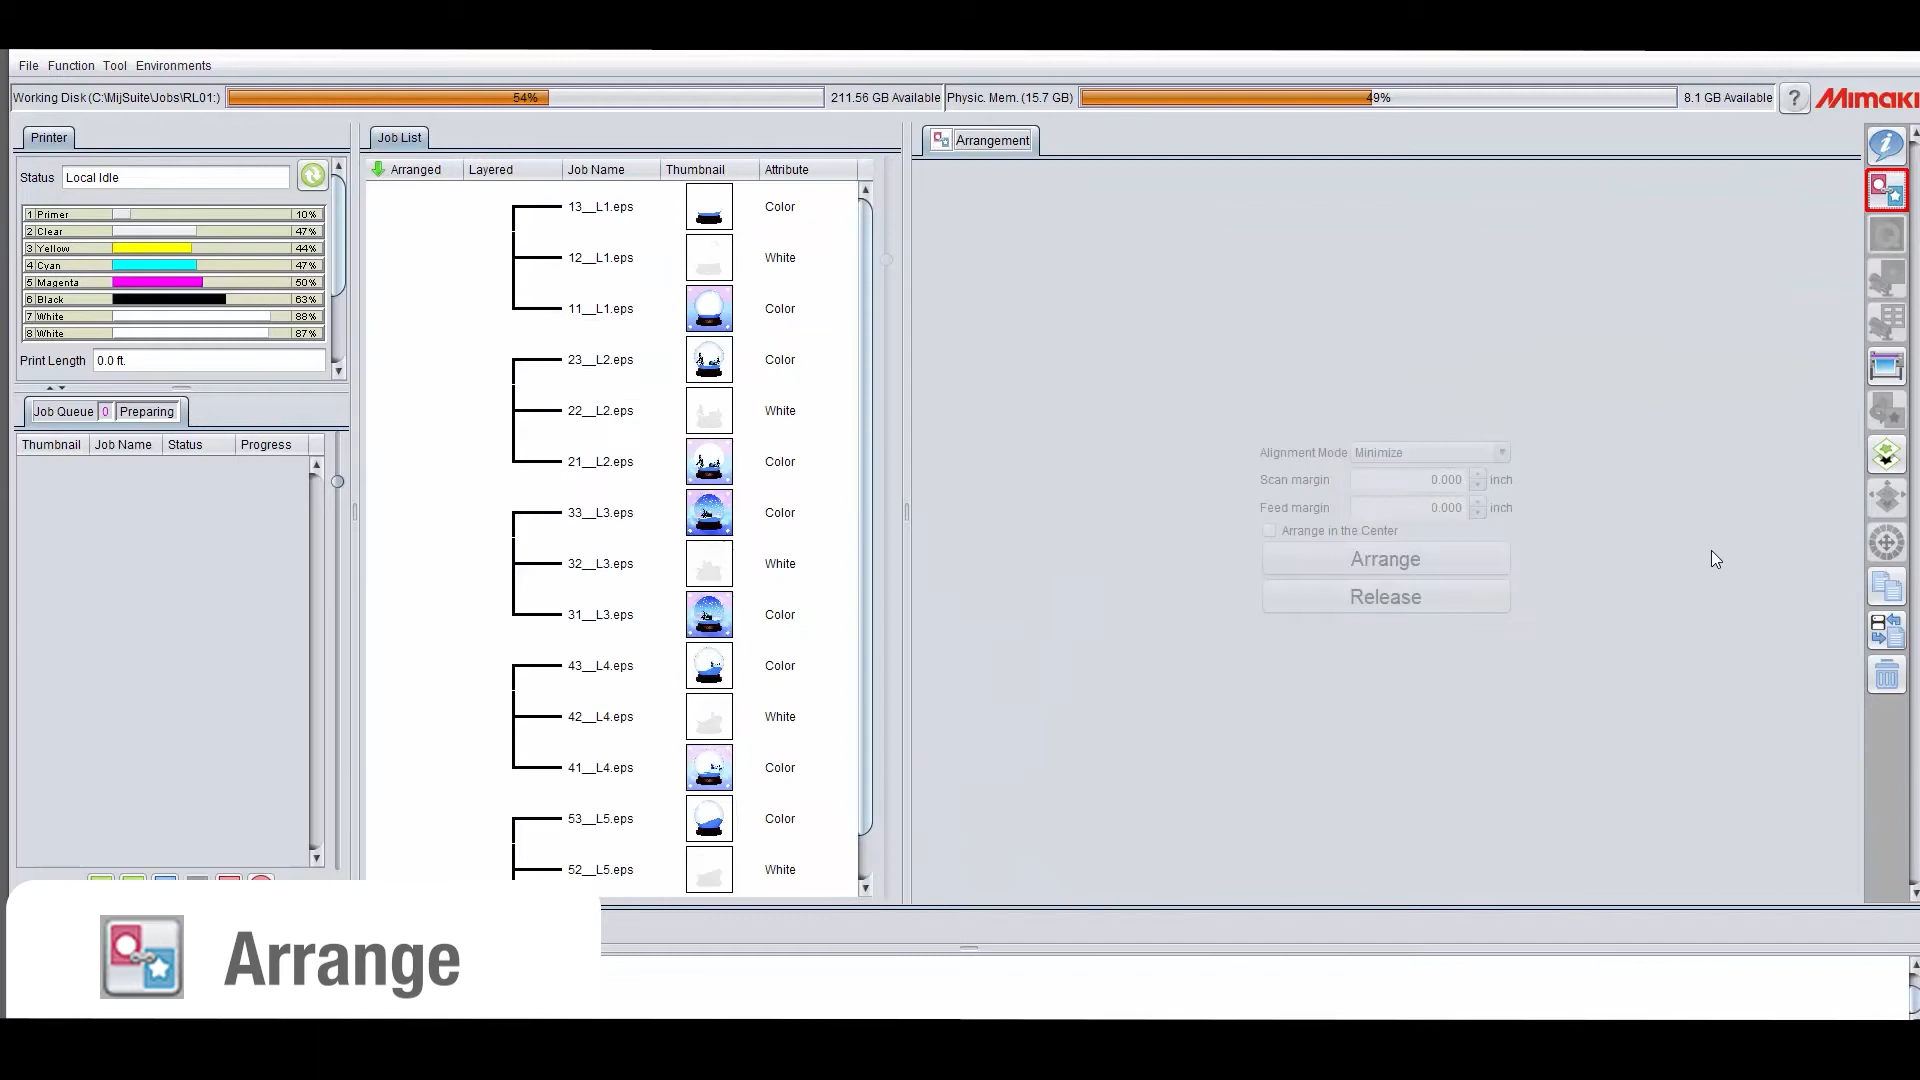 File Function Tool Environments
Working Disk (C:\MijSuite\Jobs\RL01:) 54% 211.56 GB Available Physic. Mem. (15.7 GB) 49% 8.1 GB Available ? Mimaki
Printer
Status Local Idle
1 Primer 10%
2 Clear 47%
3 Yellow 44%
4 Cyan 47%
5 Magenta 50%
6 Black 63%
7 White 88%
8 White 87%
Print Length 0.0 ft.
Job Queue 0 Preparing
Thumbnail Job Name Status Progress
Job List
Arranged Layered Job Name Thumbnail Attribute
13__L1.eps Color
12__L1.eps White
11__L1.eps Color
23__L2.eps Color
22__L2.eps White
21__L2.eps Color
33__L3.eps Color
32__L3.eps White
31__L3.eps Color
43__L4.eps Color
42__L4.eps White
41__L4.eps Color
53__L5.eps Color
52__L5.eps White
Arrangement
Alignment Mode Minimize
Scan margin 0.000 inch
Feed margin 0.000 inch
Arrange in the Center
Arrange
Release
Arrange